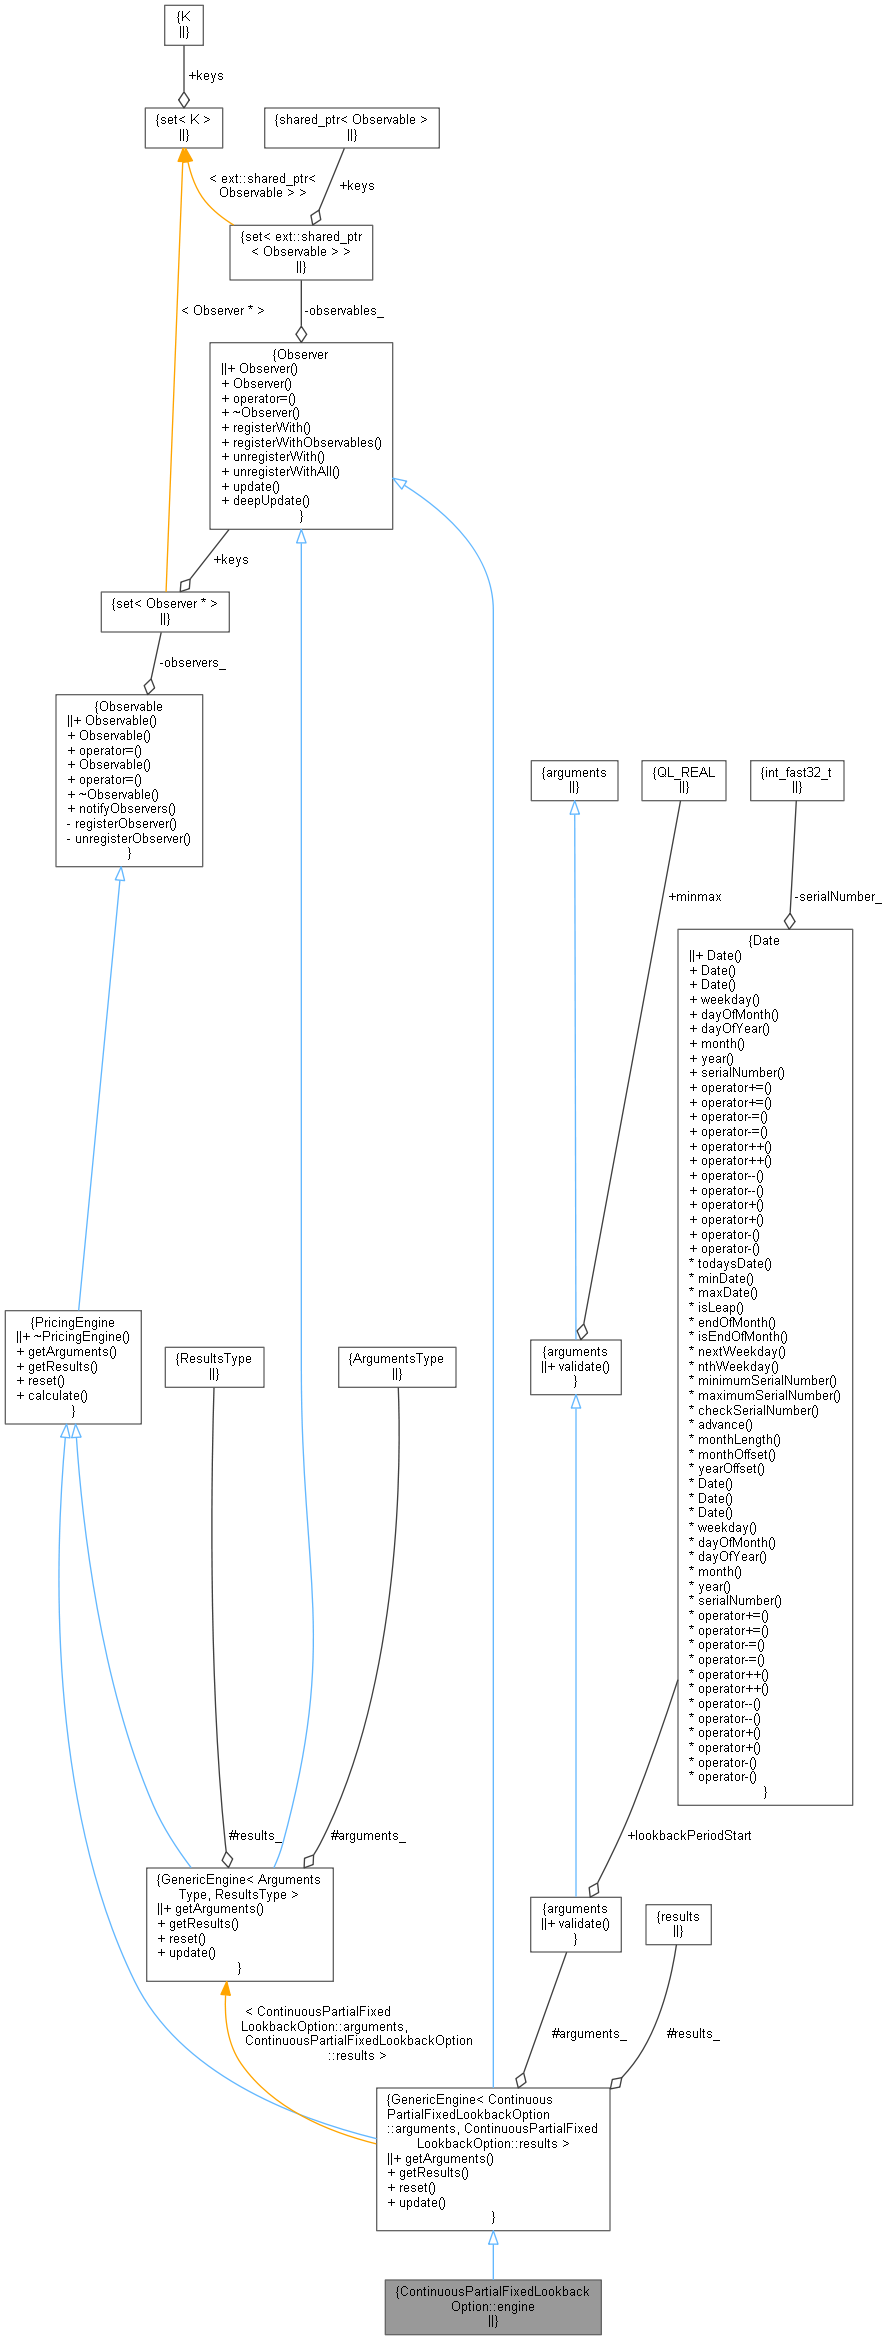 {K
||}
+keys
{set< K >
||}
{shared_ptr< Observable >
||}
< ext::shared_ptr<
Observable > >
+keys
{set< ext::shared_ptr
< Observable > >
||}
< Observer * >
-observables_
{Observer
||+ Observer()
+ Observer()
+ operator=()
+ ~Observer()
+ registerWith()
+ registerWithObservables()
+ unregisterWith()
+ unregisterWithAll()
+ update()
+ deepUpdate()
}
+keys
{set< Observer * >
||}
-observers_
{Observable
||+ Observable()
+ Observable()
+ operator=()
+ Observable()
+ operator=()
+ ~Observable()
+ notifyObservers()
- registerObserver()
- unregisterObserver()
}
{arguments
||}
{QL_REAL
||}
{int_fast32_t
||}
+minmax
-serialNumber_
{Date
||+ Date()
+ Date()
+ Date()
+ weekday()
+ dayOfMonth()
+ dayOfYear()
+ month()
+ year()
+ serialNumber()
+ operator+=()
+ operator+=()
+ operator-=()
+ operator-=()
+ operator++()
+ operator++()
+ operator--()
+ operator--()
+ operator+()
+ operator+()
+ operator-()
+ operator-()
* todaysDate()
* minDate()
* maxDate()
* isLeap()
* endOfMonth()
* isEndOfMonth()
* nextWeekday()
* nthWeekday()
* minimumSerialNumber()
* maximumSerialNumber()
* checkSerialNumber()
* advance()
* monthLength()
* monthOffset()
* yearOffset()
* Date()
* Date()
* Date()
* weekday()
* dayOfMonth()
* dayOfYear()
* month()
* year()
* serialNumber()
* operator+=()
* operator+=()
* operator-=()
* operator-=()
* operator++()
* operator++()
* operator--()
* operator--()
* operator+()
* operator+()
* operator-()
* operator-()
}
{PricingEngine
||+ ~PricingEngine()
+ getArguments()
+ getResults()
+ reset()
+ calculate()
}
{ResultsType
||}
{ArgumentsType
||}
{arguments
||+ validate()
}
#results_
#arguments_
+lookbackPeriodStart
{GenericEngine< Arguments
Type, ResultsType >
||+ getArguments()
+ getResults()
+ reset()
+ update()
}
{arguments
||+ validate()
}
{results
||}
< ContinuousPartialFixed
LookbackOption::arguments,
ContinuousPartialFixedLookbackOption
::results >
#arguments_
#results_
{GenericEngine< Continuous
PartialFixedLookbackOption
::arguments, ContinuousPartialFixed
LookbackOption::results >
||+ getArguments()
+ getResults()
+ reset()
+ update()
}
{ContinuousPartialFixedLookback
Option::engine
||}